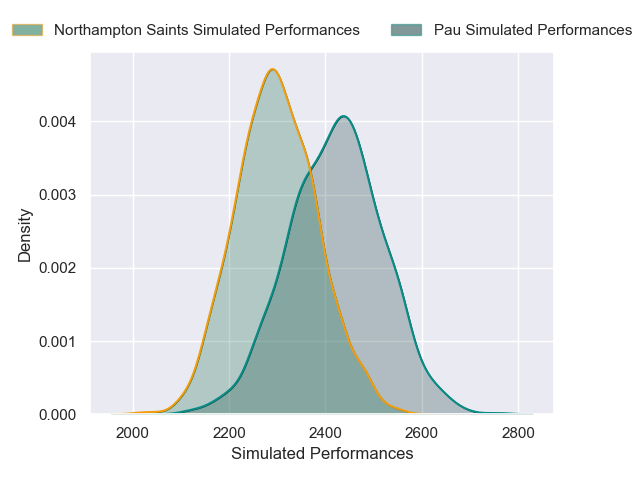 Northampton Saints Simulated Performances
Pau Simulated Performances
Density
0.004
0.003
0.002
0.001
0.000
2000
2200
2400
2600
2800
Simulated Performances